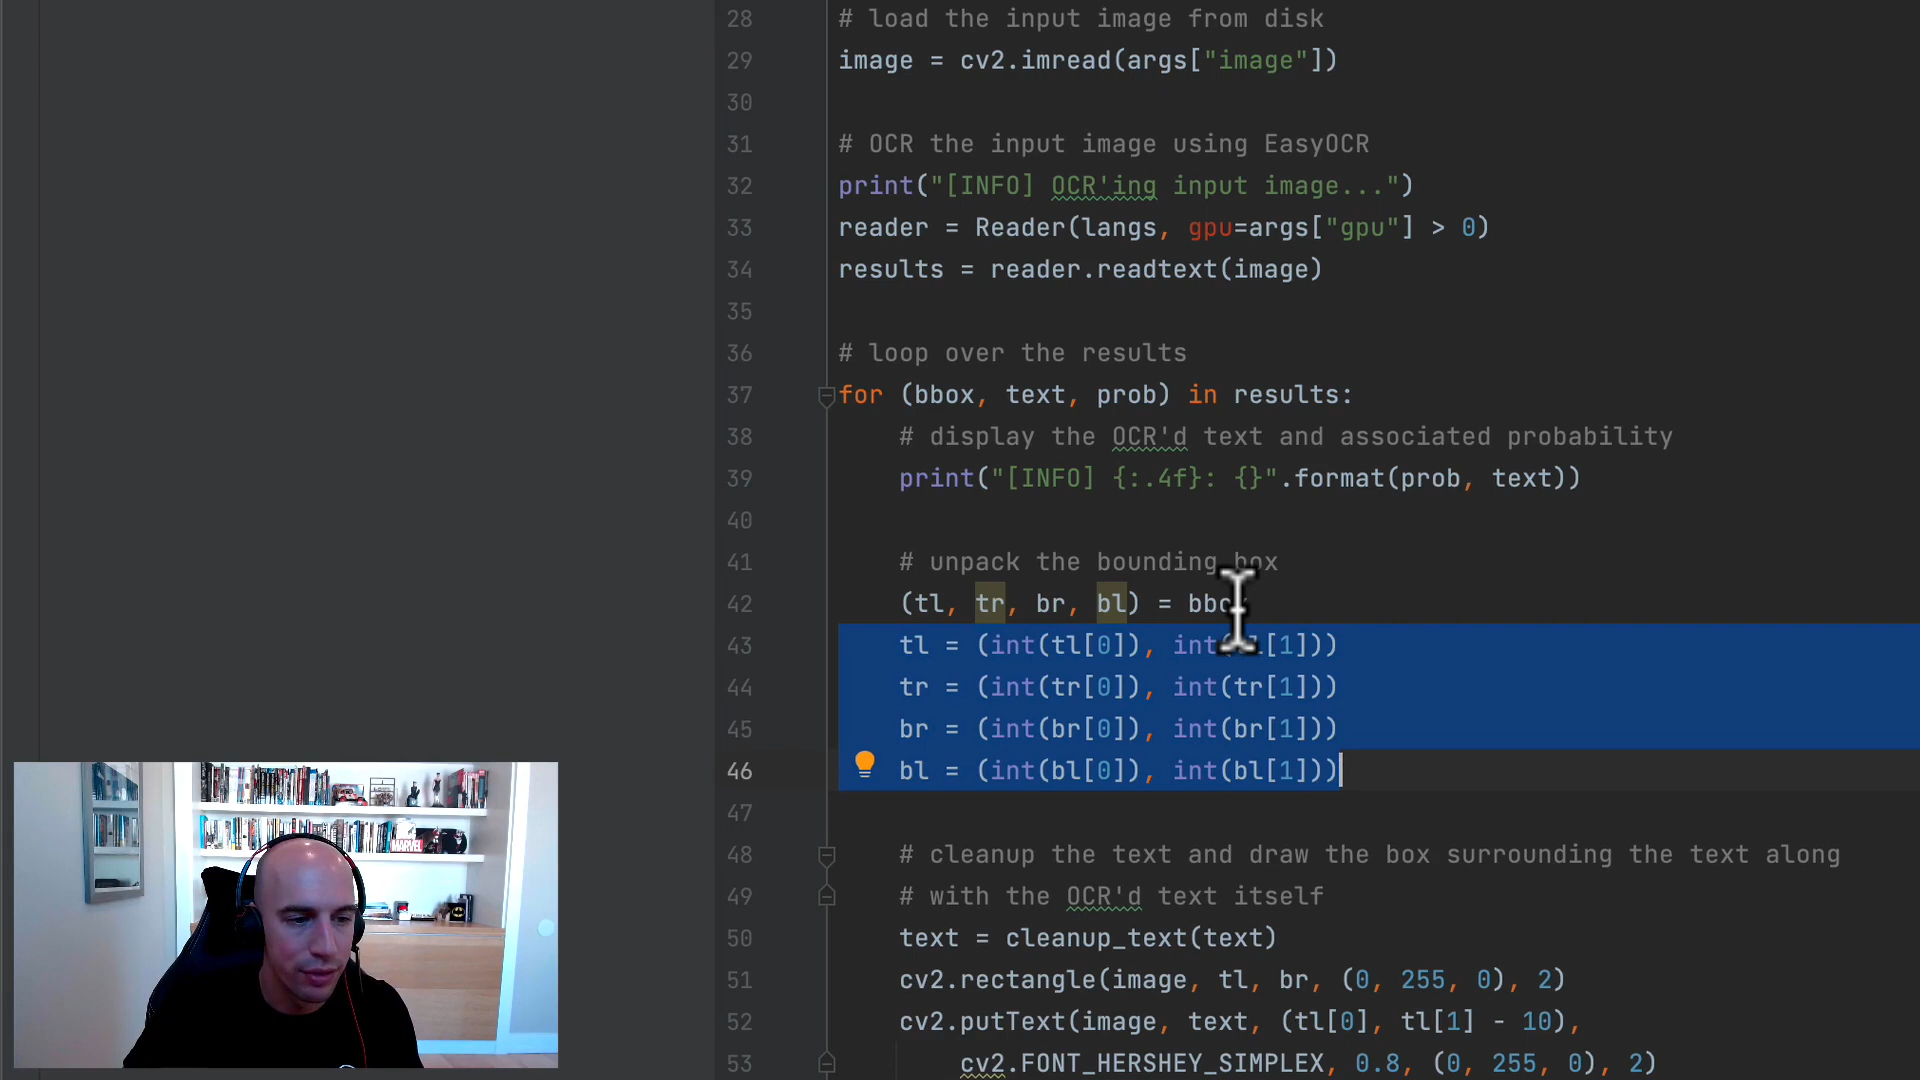 28 # load the input image from disk
29 image = cv2.imread(args["image"])
30
31 # OCR the input image using EasyOCR
32 print("[INFO] OCR'ing input image...")
33 reader = Reader(langs, gpu=args["gpu"] > 0)
34 results = reader.readtext(image)
35
36 # loop over the results
37 for (bbox, text, prob) in results:
38 # display the OCR'd text and associated probability
39 print("[INFO] {:.4f}: {}".format(prob, text))
40
41 # unpack the bounding box
42 (tl, tr, br, bl) = bbox
43 tl = (int(tl[0]), int(tl[1]))
44 tr = (int(tr[0]), int(tr[1]))
45 br = (int(br[0]), int(br[1]))
46 bl = (int(bl[0]), int(bl[1]))
47
48 # cleanup the text and draw the box surrounding the text along
49 # with the OCR'd text itself
50 text = cleanup_text(text)
51 cv2.rectangle(image, tl, br, (0, 255, 0), 2)
52 cv2.putText(image, text, (tl[0], tl[1] - 10),
53 cv2.FONT_HERSHEY_SIMPLEX, 0.8, (0, 255, 0), 2)
MARVEL